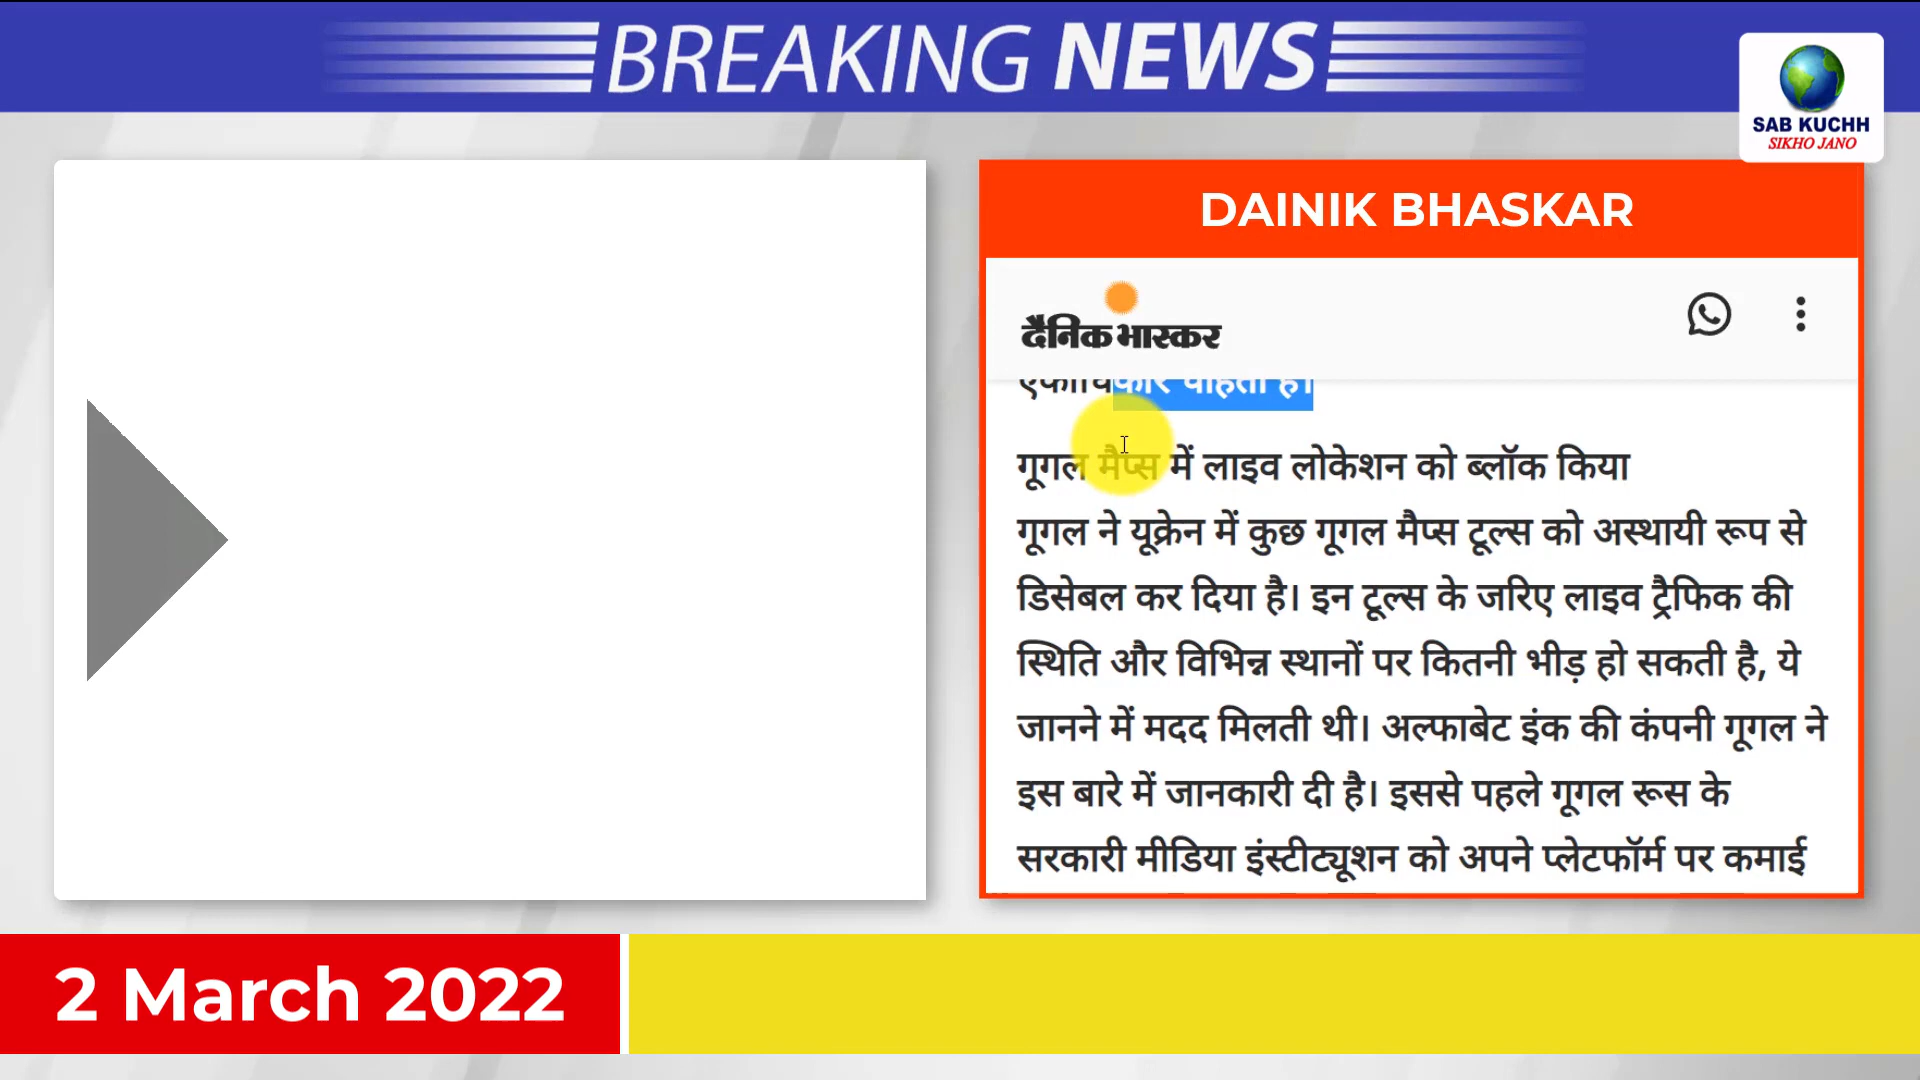 BREAKING NEWS
SAB KUCHH
SIKHO JANO
DAINIK BHASKAR
दैनिक भास्कर
एकाधिकार चाहता है।
गूगल मैप्स में लाइव लोकेशन को ब्लॉक किया
गूगल ने यूक्रेन में कुछ गूगल मैप्स टूल्स को अस्थायी रूप से
डिसेबल कर दिया है। इन टूल्स के जरिए लाइव ट्रैफिक की
स्थिति और विभिन्न स्थानों पर कितनी भीड़ हो सकती है, ये
जानने में मदद मिलती थी। अल्फाबेट इंक की कंपनी गूगल ने
इस बारे में जानकारी दी है। इससे पहले गूगल रूस के
सरकारी मीडिया इंस्टीट्यूशन को अपने प्लेटफॉर्म पर कमाई
2 March 2022